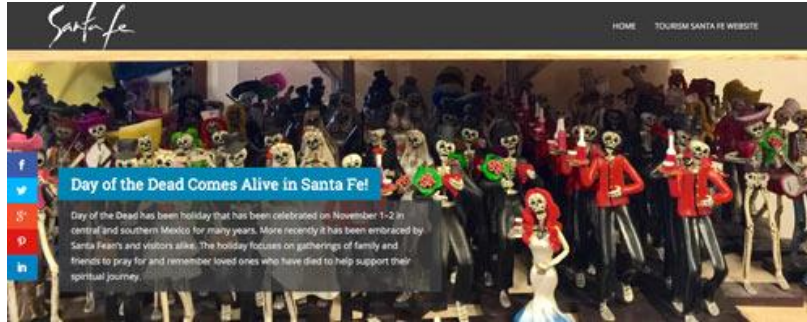 Santa fe
HOME TOURISM SANTA FE WEBSITE
Day of the Dead Comes Alive in Santa Fe!
Day of the Dead has been holiday that has been celebrated on November 1-2 in
central and southern Mexico for many years. More recently it has been embraced by
Santa Fean's and visitors alike. The holiday focuses on gatherings of family and
friends to pray for and remember loved ones who have died to help support their
spiritual journey.